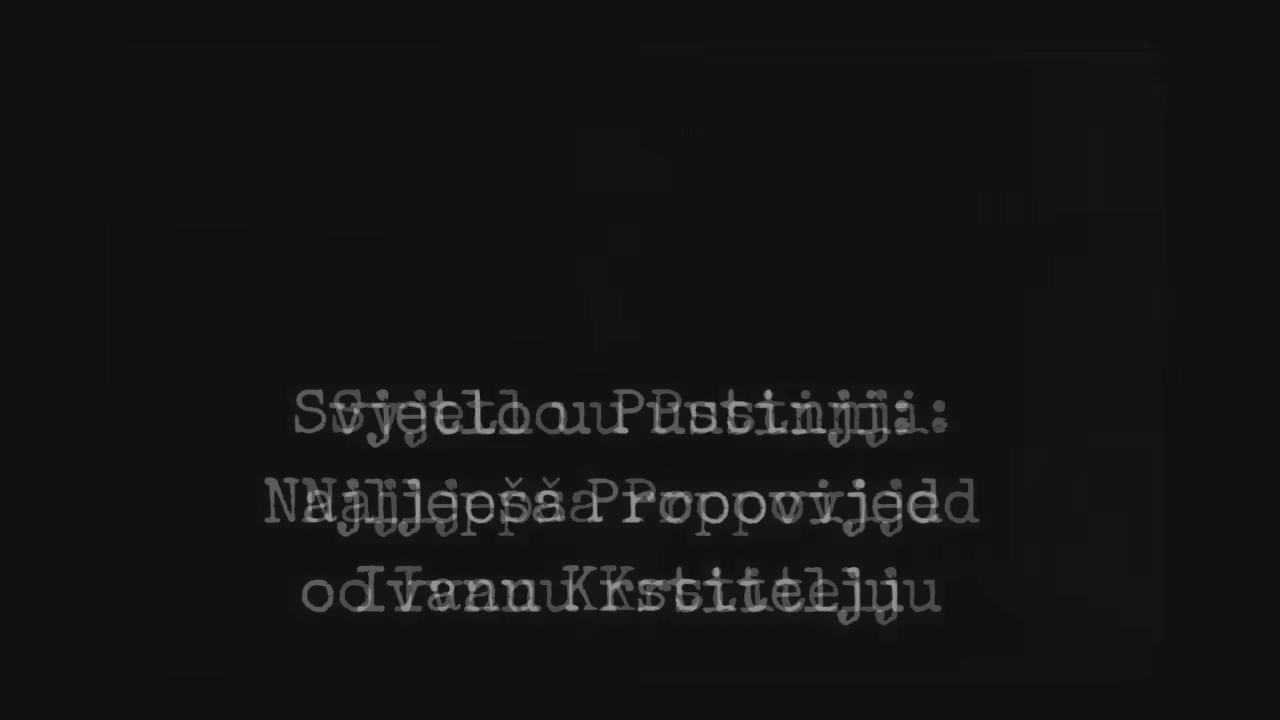 Svjetlo u Pustinji:
Najljepša Propovijed
o Ivanu Krstitelju